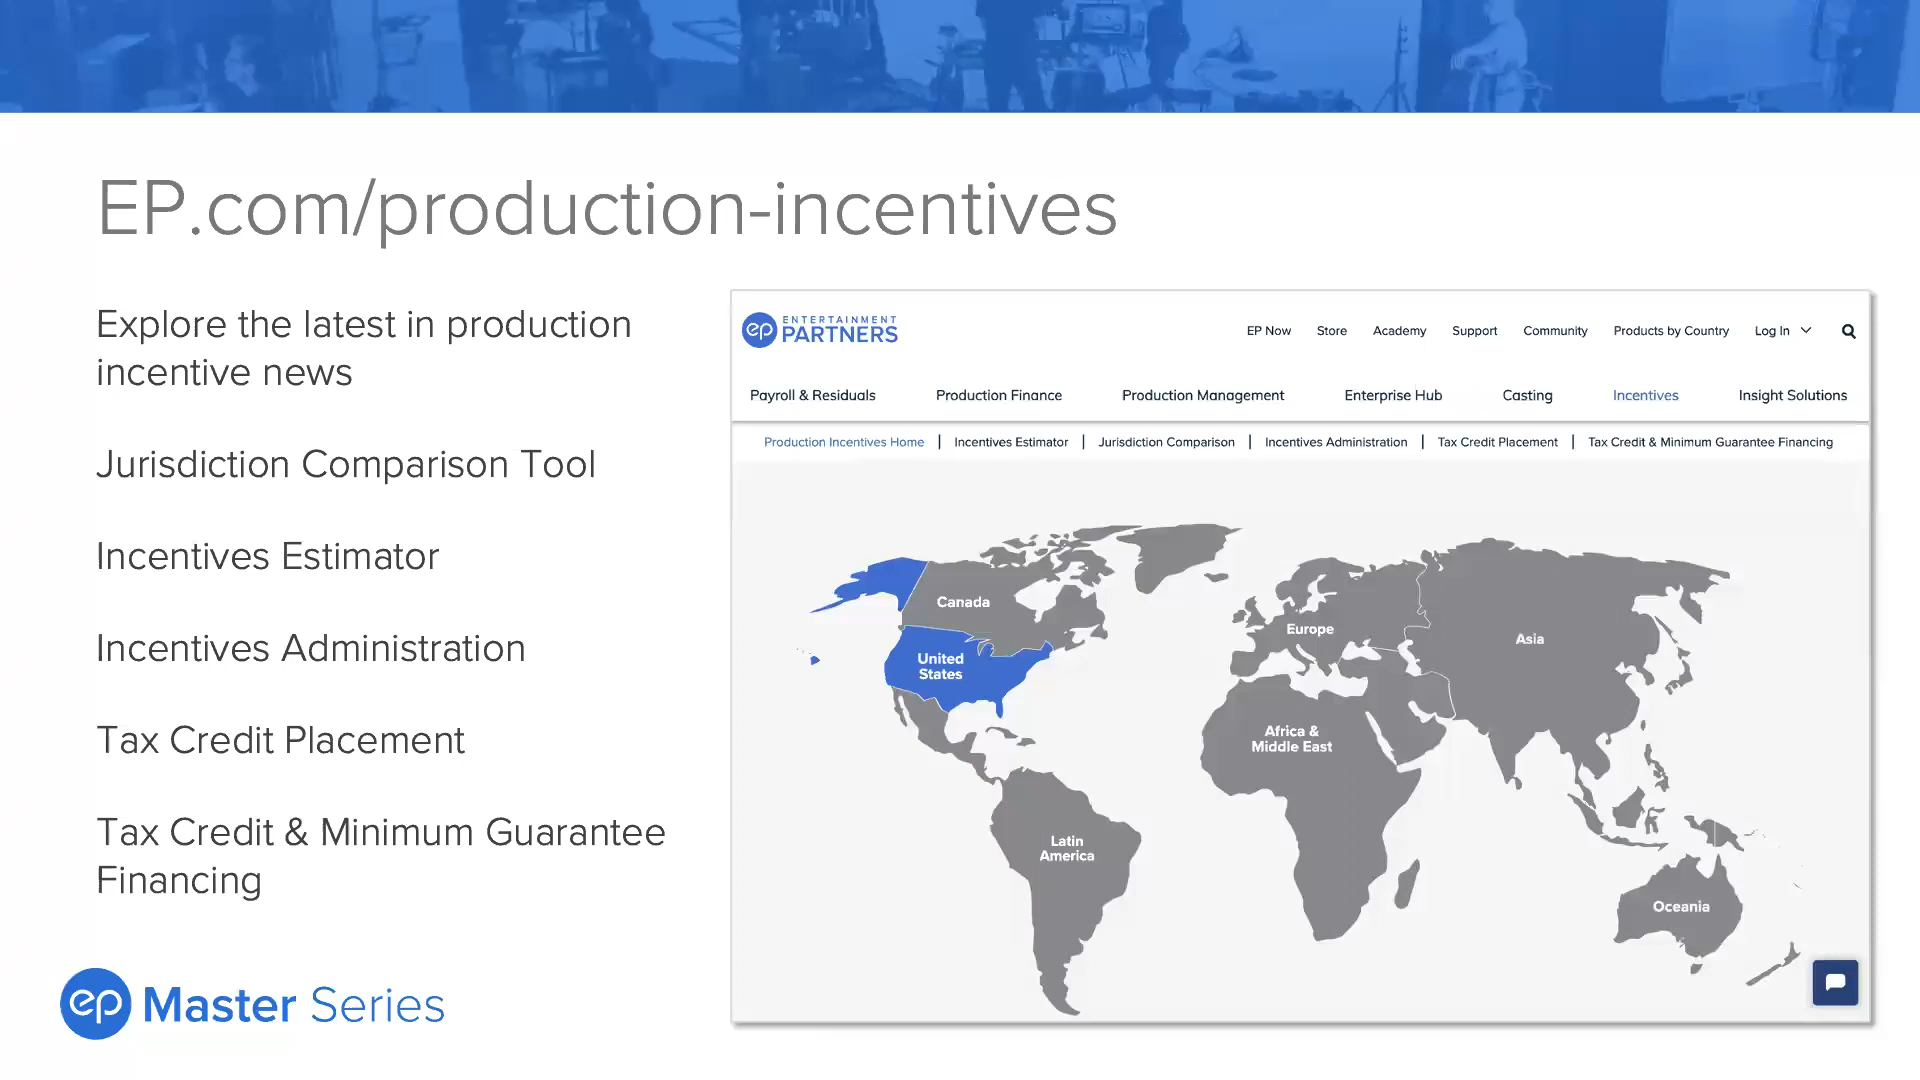 EP.com/production-incentives
Explore the latest in production
incentive news
Jurisdiction Comparison Tool
Incentives Estimator
Incentives Administration
Tax Credit Placement
Tax Credit & Minimum Guarantee
Financing
ep Master Series
ep ENTERTAINMENT
PARTNERS
EP Now Store Academy Support Community Products by Country Log In
Payroll & Residuals Production Finance Production Management Enterprise Hub Casting Incentives Insight Solutions
Production Incentives Home | Incentives Estimator | Jurisdiction Comparison | Incentives Administration | Tax Credit Placement | Tax Credit & Minimum Guarantee Financing
Canada
United
States
Europe
Asia
Africa &
Middle East
Latin
America
Oceania